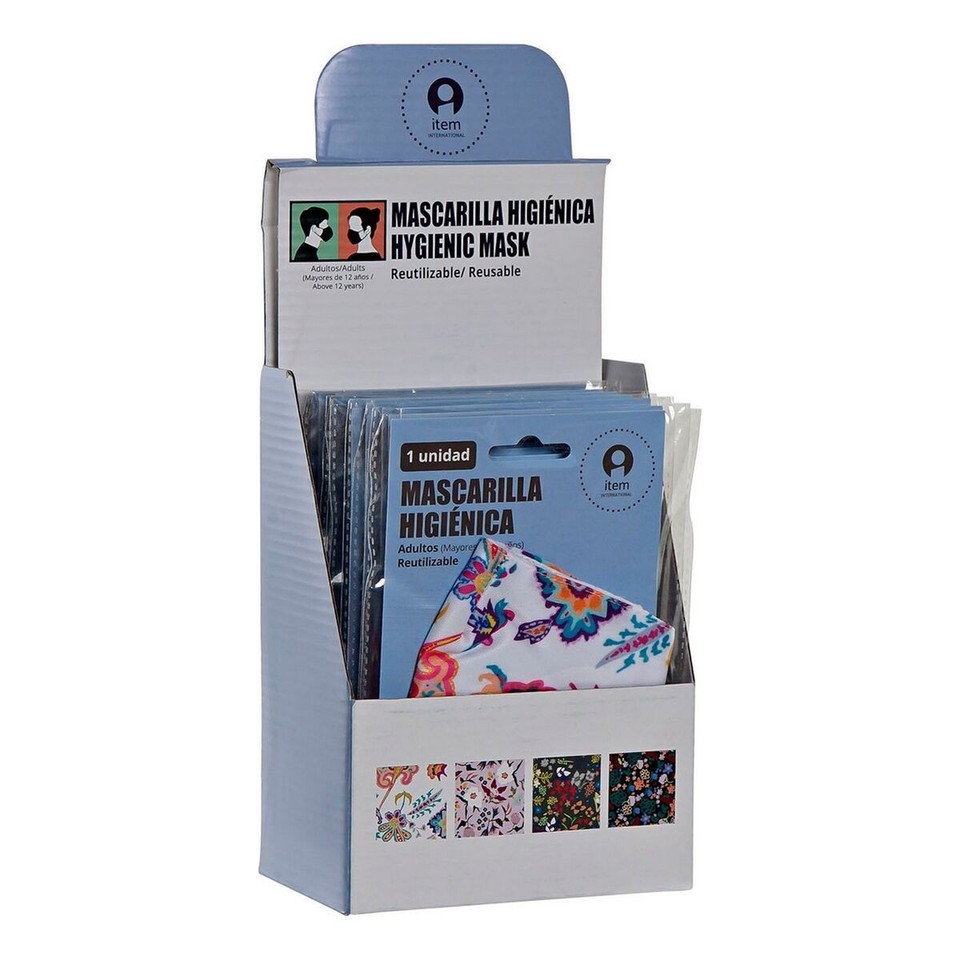 item
INTERNATIONAL
MASCARILLA HIGIÉNICA
HYGIENIC MASK
Reutilizable/ Reusable
Adultos/Adults
(Mayores de 12 años /
Above 12 years)
1 unidad
item
INTERNATIONAL
MASCARILLA
HIGIÉNICA
Adultos (Mayores años)
Reutilizable